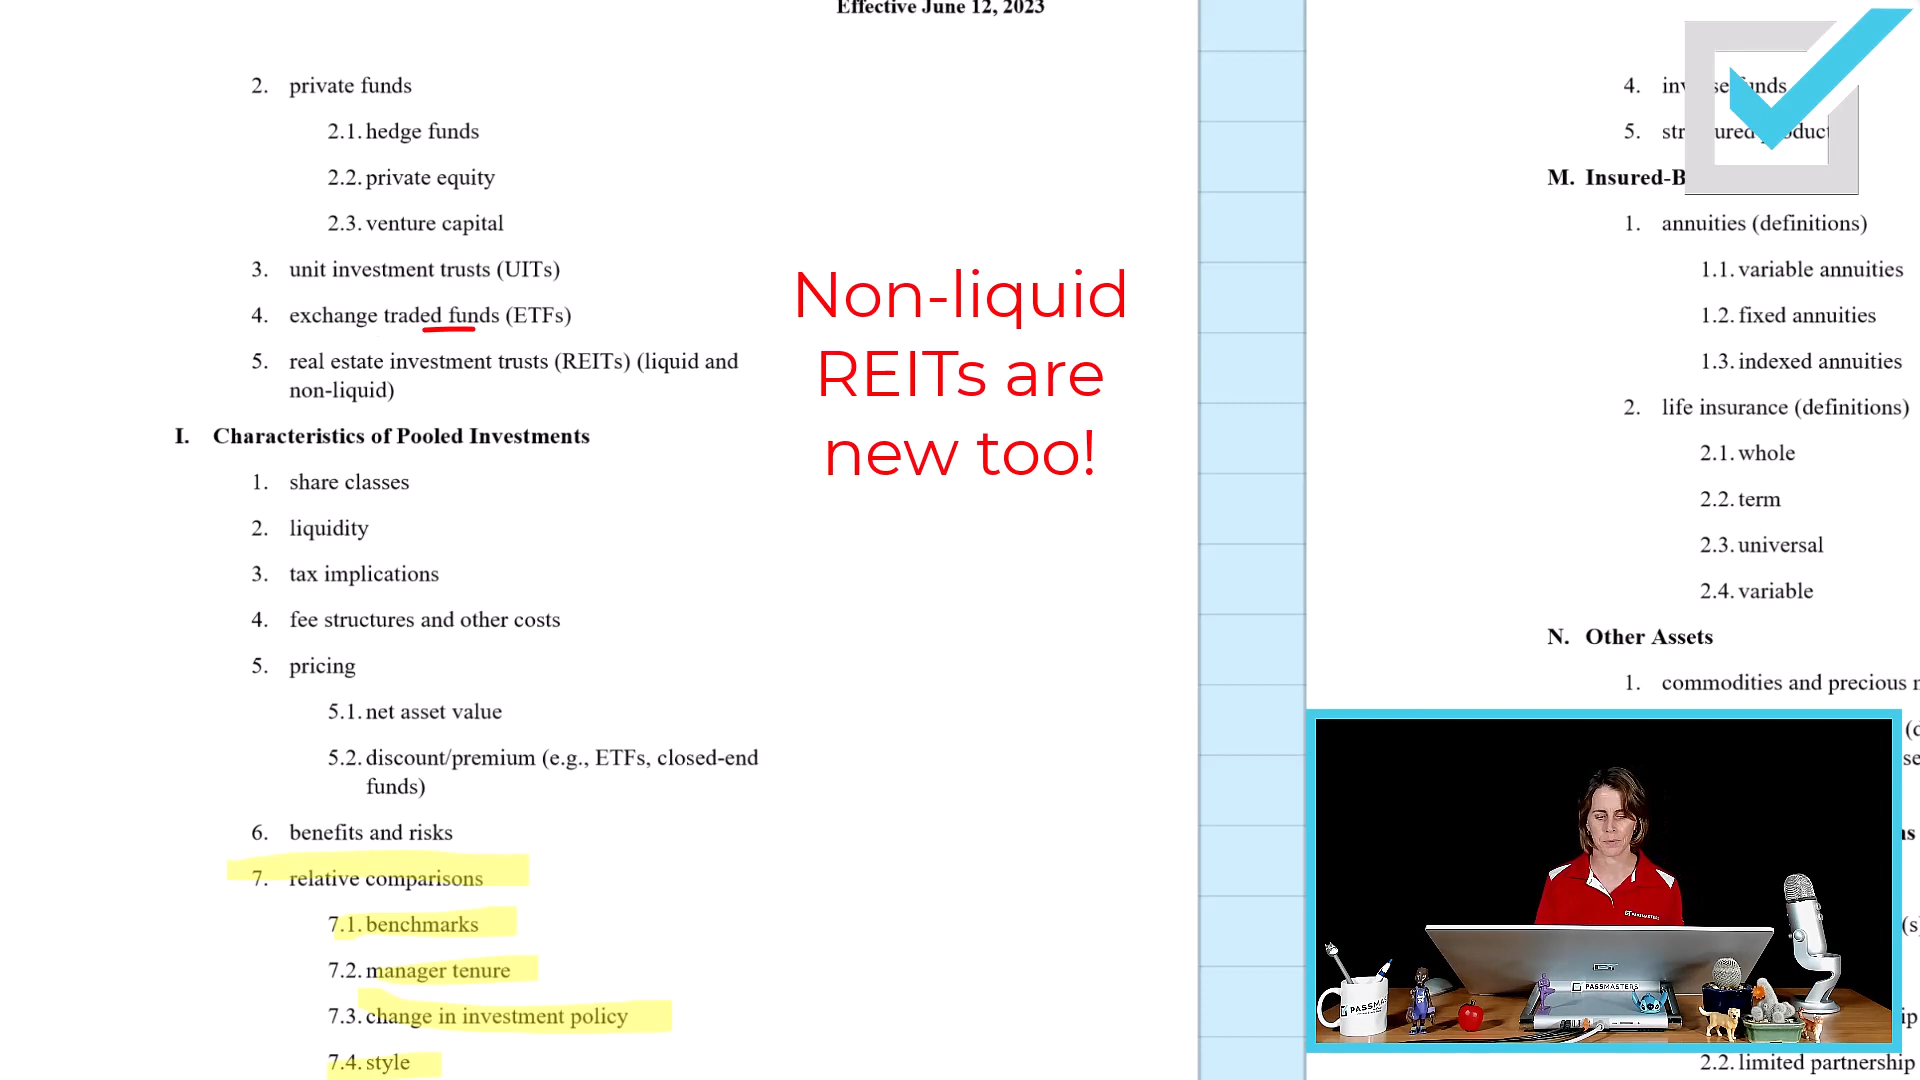 Effective June 12, 2023
2. private funds
2.1. hedge funds
2.2. private equity
2.3. venture capital
3. unit investment trusts (UITs)
4. exchange traded funds (ETFs)
5. real estate investment trusts (REITs) (liquid and
non-liquid)
I. Characteristics of Pooled Investments
1. share classes
2. liquidity
3. tax implications
4. fee structures and other costs
5. pricing
5.1. net asset value
5.2. discount/premium (e.g., ETFs, closed-end
funds)
6. benefits and risks
7. relative comparisons
7.1. benchmarks
7.2. manager tenure
7.3. change in investment policy
7.4. style
Non-liquid
REITs are
new too!
4. funds
5.
M. Insured-B
1. annuities (definitions)
1.1. variable annuities
1.2. fixed annuities
1.3. indexed annuities
2. life insurance (definitions)
2.1. whole
2.2. term
2.3. universal
2.4. variable
N. Other Assets
1. commodities and precious
2.2. limited partnership
PASSMASTERS